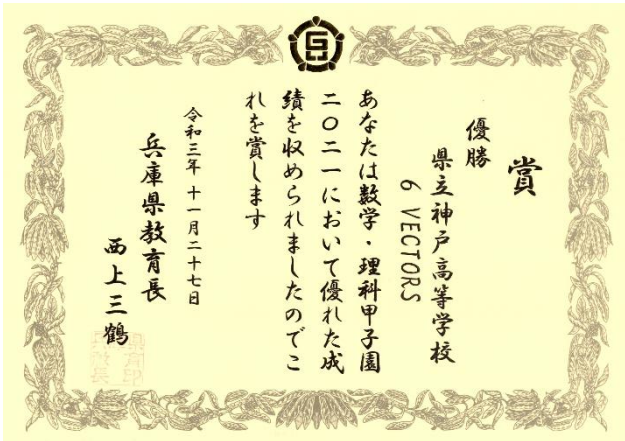 賞
優勝
県立神戸高等学校
6 VECTORS
あなたは数学・理科甲子園
二〇二一において優れた成
績を収められましたのでこ
れを賞します
令和三年 十一月二十七日
兵庫県教育長
西上三鶴